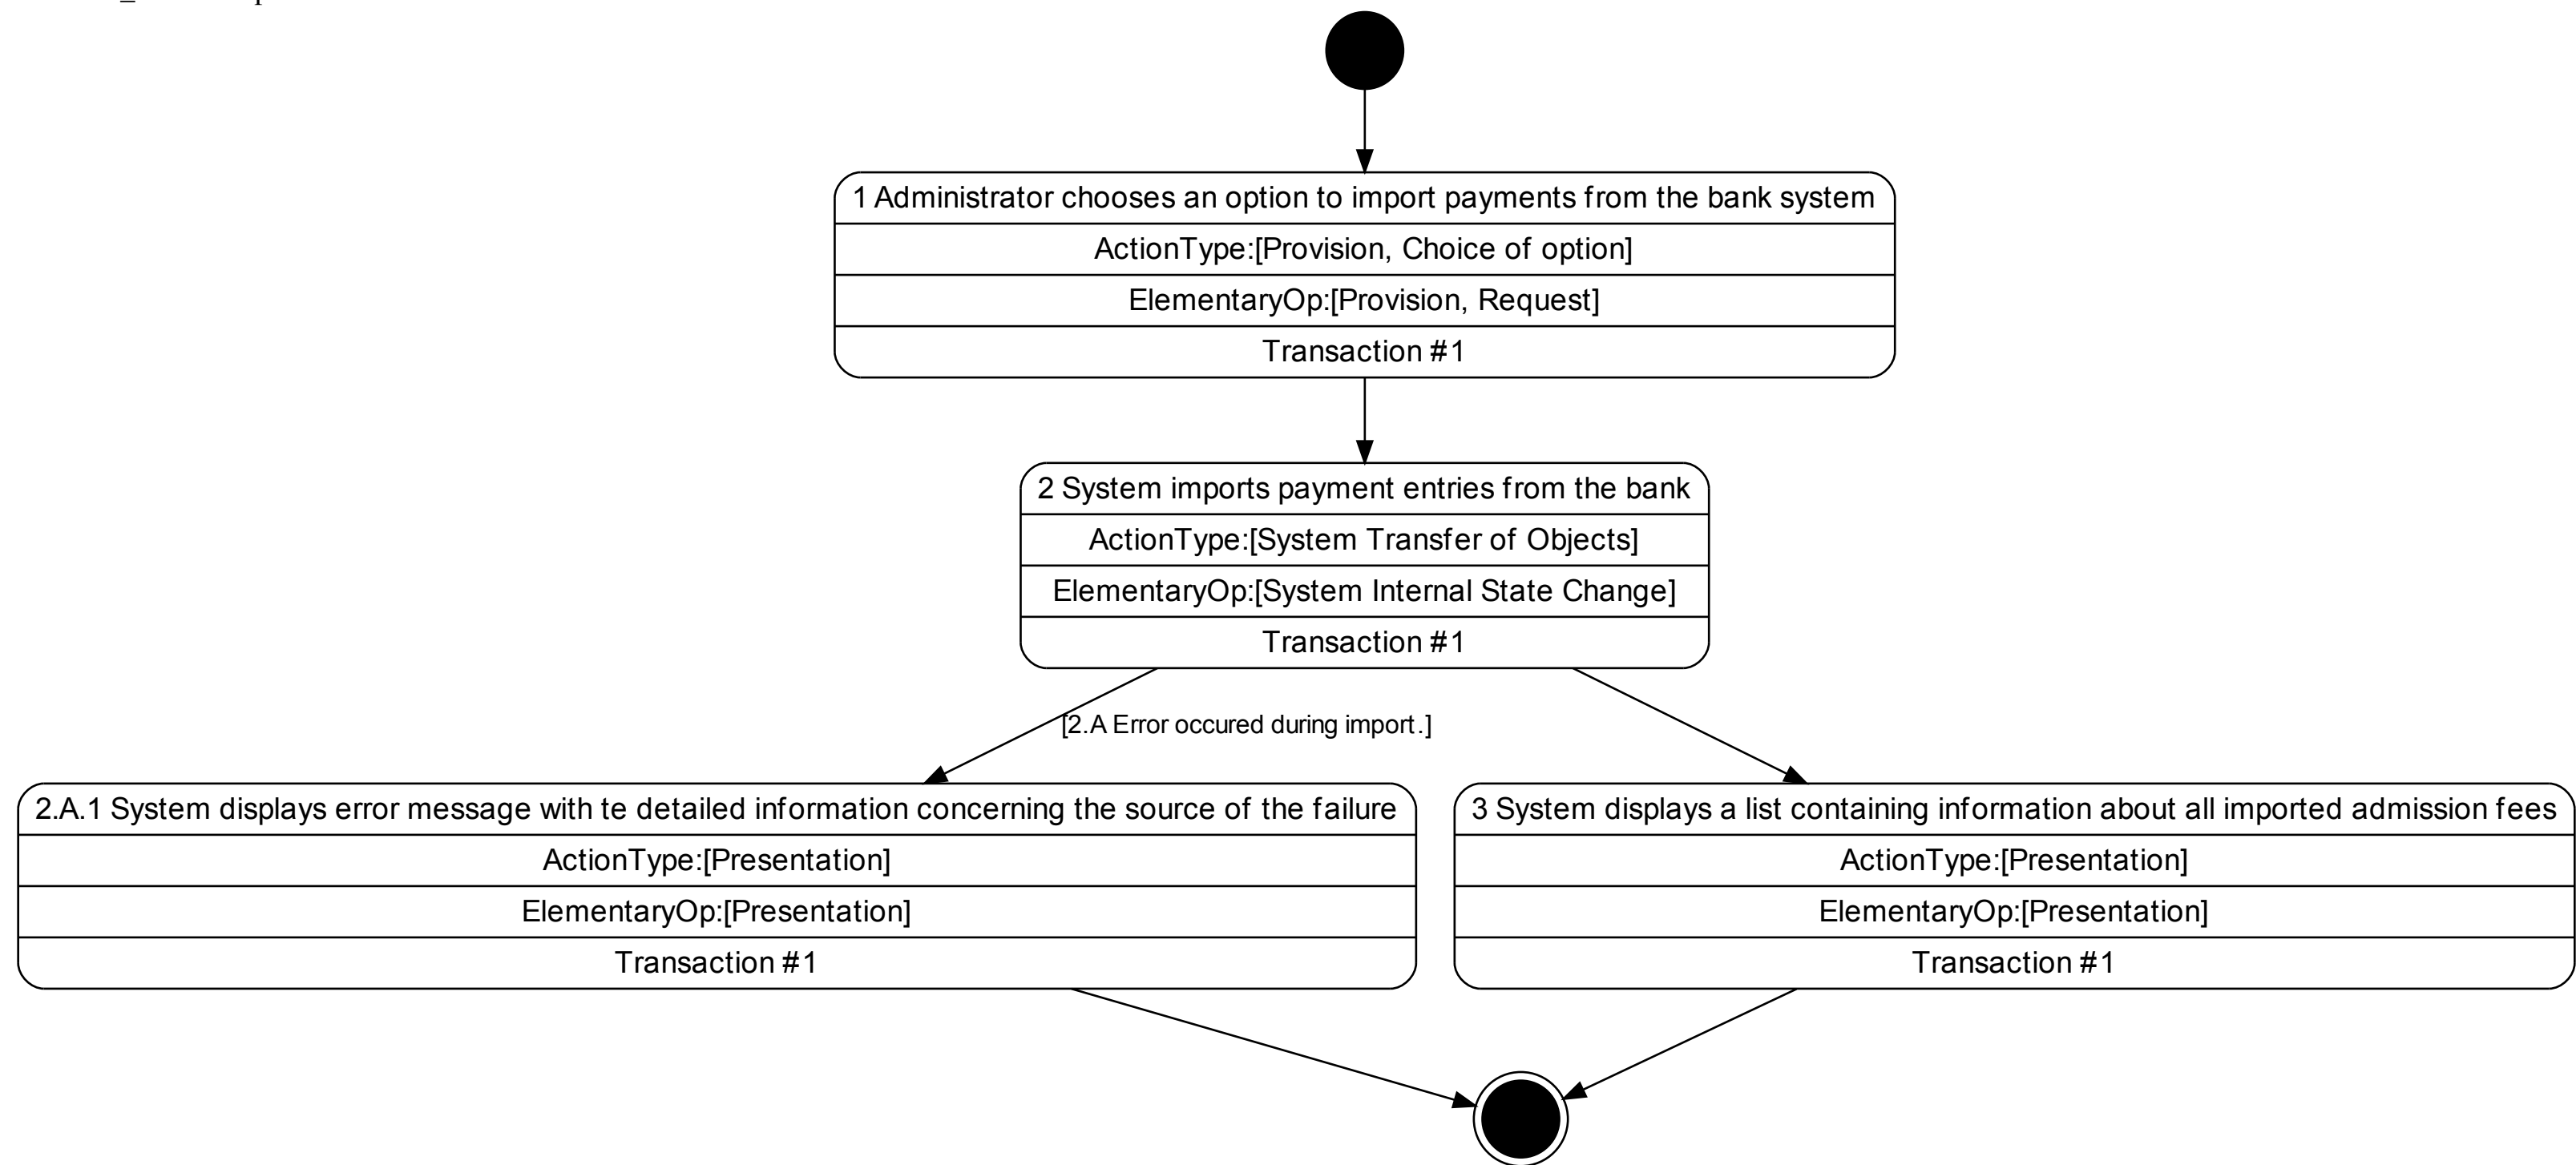 1 Administrator chooses an option to import payments from the bank system
ActionType:[Provision, Choice of option]
ElementaryOp:[Provision, Request]
Transaction #1
2 System imports payment entries from the bank
ActionType:[System Transfer of Objects]
ElementaryOp:[System Internal State Change]
Transaction #1
[2.A Error occured during import.]
2.A.1 System displays error message with te detailed information concerning the source of the failure
ActionType:[Presentation]
ElementaryOp:[Presentation]
Transaction #1
3 System displays a list containing information about all imported admission fees
ActionType:[Presentation]
ElementaryOp:[Presentation]
Transaction #1